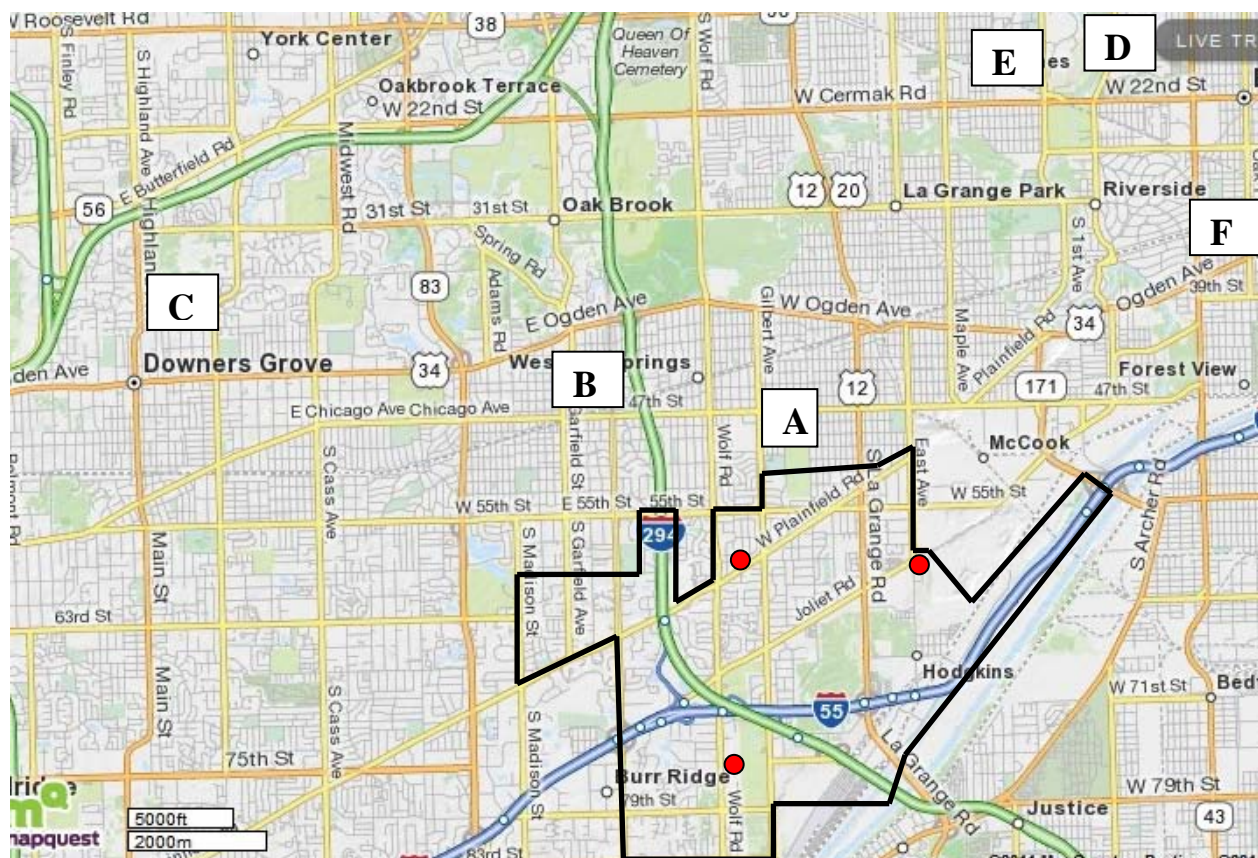 W Roosevelt Rd
38
S Finley Rd
S Highland Ave
York Center
Queen Of
Heaven
Cemetery
S Wolf Rd
E
D
LIVE TR
Oakbrook Terrace
W 22nd St
W Cermak Rd
W 22nd St
E Butterfield Rd
Midwest Rd
56
Highland
31st St
31st St
Oak Brook
12
20
La Grange Park
Riverside
S 1st Ave
F
Spring Rd
Adams Rd
83
C
E Ogden Ave
Gilbert Ave
W Ogden Ave
Maple Ave
Plainfield Rd
Ogden Ave
39th St
34
Downers Grove
34
B
47th St
12
171
47th St
Forest View
E Chicago Ave
Chicago Ave
Garfield St
Wolf Rd
A
S La Grange Rd
East Ave
McCook
S Cass Ave
W 55th St
E 55th St
55th St
W 55th St
294
W Plainfield Rd
S Archer Rd
Main St
S Madison St
S Garfield Ave
Joliet Rd
63rd St
Hodgkins
W 71st St
55
Main St
S Cass Ave
S Madison St
75th St
Burr Ridge
79th St
Wolf Rd
La Grange Rd
W 79th St
Justice
43
mapquest
5000ft
2000m
83rd St